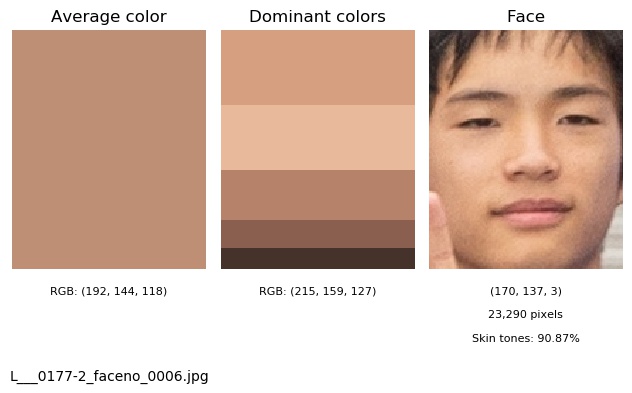 Average color
Dominant colors
Face
RGB: (192, 144, 118)
RGB: (215, 159, 127)
(170, 137, 3)
23,290 pixels
Skin tones: 90.87%
L___0177-2_faceno_0006.jpg